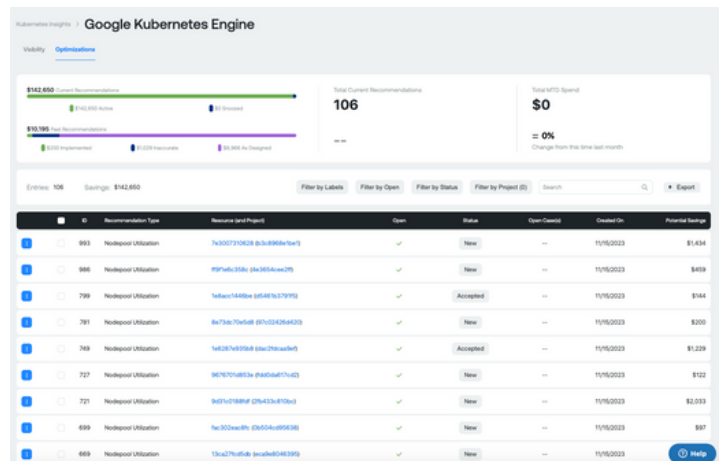 Kubernetes Insights > Google Kubernetes Engine
Visibility Optimizations
$142,650 Current Recommendations
$142,650 Active $0 Snoozed
$10,195 Past Recommendations
$200 Implemented $1,029 Inaccurate As Designed
Total Current Recommendations
106
--
Total MTD Spend
$0
= 0%
Change from this time last month
Entries: 106 Savings: $142,650 Filter by Labels Filter by Open Filter by Status Filter by Project (0) Search Export
ID Recommendation Type Resource (and Project) Open Status Open Case(s) Created On Potential Savings
993 Nodepool Utilization New -- 11/15/2023 $1,434
986 Nodepool Utilization New -- 11/15/2023 $459
799 Nodepool Utilization Accepted -- 11/15/2023 $144
781 Nodepool Utilization New -- 11/15/2023 $200
749 Nodepool Utilization Accepted -- 11/15/2023 $1,229
727 Nodepool Utilization New -- 11/15/2023 $122
721 Nodepool Utilization New -- 11/15/2023 $2,033
699 Nodepool Utilization New -- 11/15/2023 $97
669 Nodepool Utilization New -- 11/15/2023
Help